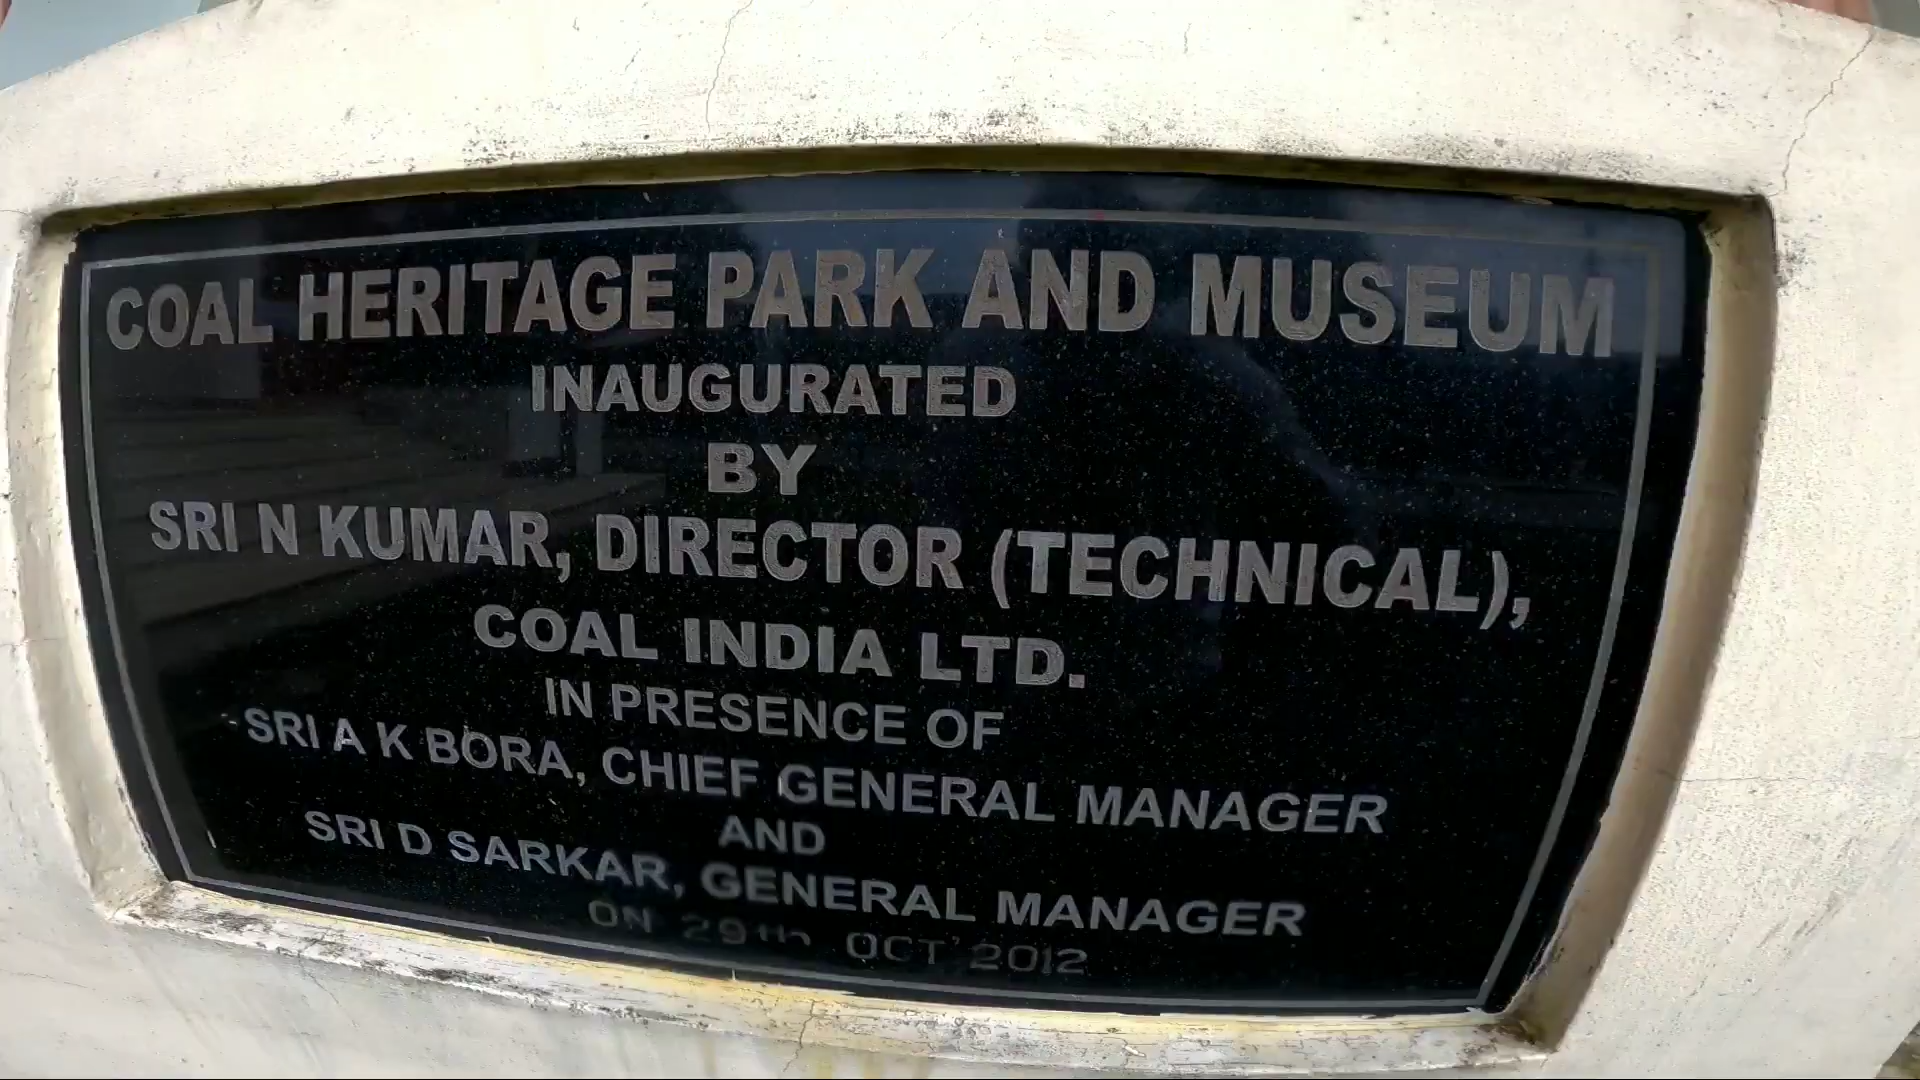 COAL HERITAGE PARK AND MUSEUM
INAUGURATED
BY
SRI N KUMAR, DIRECTOR (TECHNICAL),
COAL INDIA LTD.
IN PRESENCE OF
SRI A K BORA, CHIEF GENERAL MANAGER
AND
SRI D SARKAR, GENERAL MANAGER
ON 29th OCT' 2012